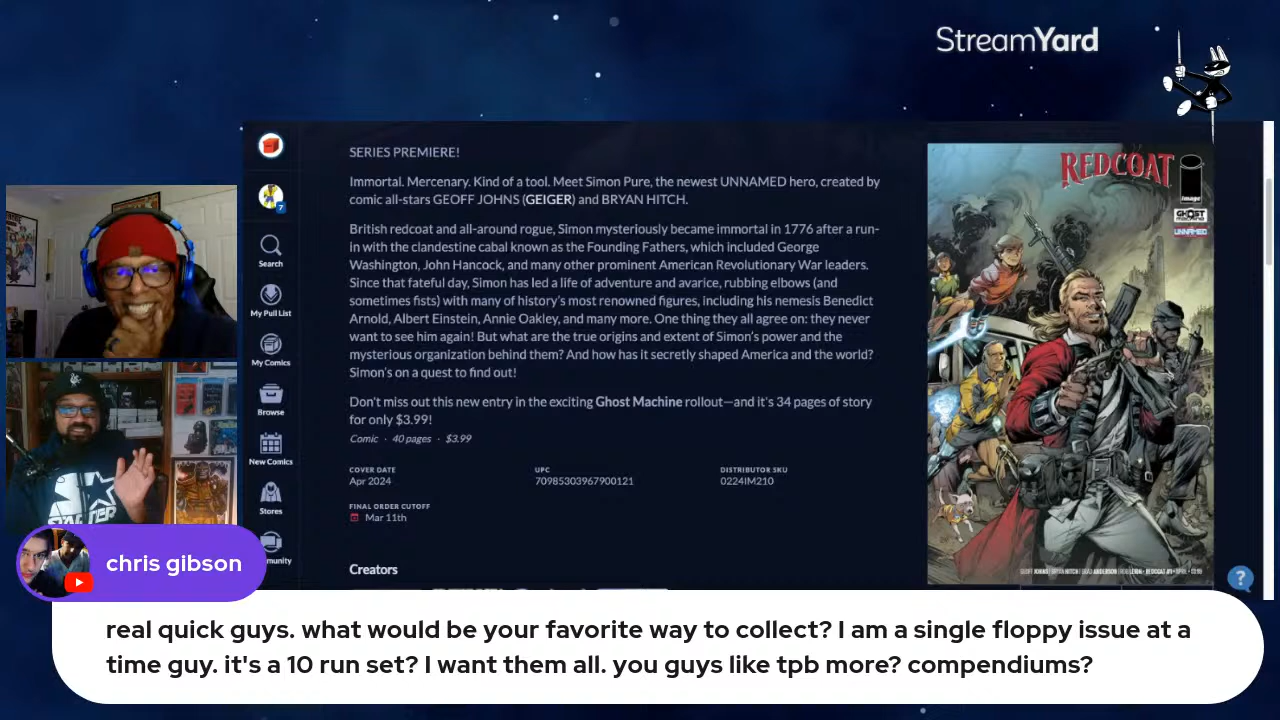 StreamYard
SERIES PREMIERE!
Immortal. Mercenary. Kind of a tool. Meet Simon Pure, the newest UNNAMED hero, created by
comic all-stars GEOFF JOHNS (GEIGER) and BRYAN HITCH.
British redcoat and all-around rogue, Simon mysteriously became immortal in 1776 after a run-
in with the clandestine cabal known as the Founding Fathers, which included George
Washington, John Hancock, and many other prominent American Revolutionary War leaders.
Since that fateful day, Simon has led a life of adventure and avarice, rubbing elbows (and
sometimes fists) with many of history's most renowned figures, including his nemesis Benedict
Arnold, Albert Einstein, Annie Oakley, and many more. One thing they all agree on: they never
want to see him again! But what are the true origins and extent of Simon's power and the
mysterious organization behind them? And how has it secretly shaped America and the world?
Simon's on a quest to find out!
Don't miss out this new entry in the exciting Ghost Machine rollout—and it's 34 pages of story
for only $3.99!
Comic · 40 pages · $3.99
COVER DATE
Apr 2024
UPC
70985303967900121
DISTRIBUTOR SKU
0224IM210
FINAL ORDER CUTOFF
Mar 11th
Creators
7
Search
My Pull List
My Comics
Browse
New Comics
Stores
munity
REDCOAT
image
GHOST
MACHINE
UNNAMED
?
chris gibson
real quick guys. what would be your favorite way to collect? I am a single floppy issue at a
time guy. it's a 10 run set? I want them all. you guys like tpb more? compendiums?